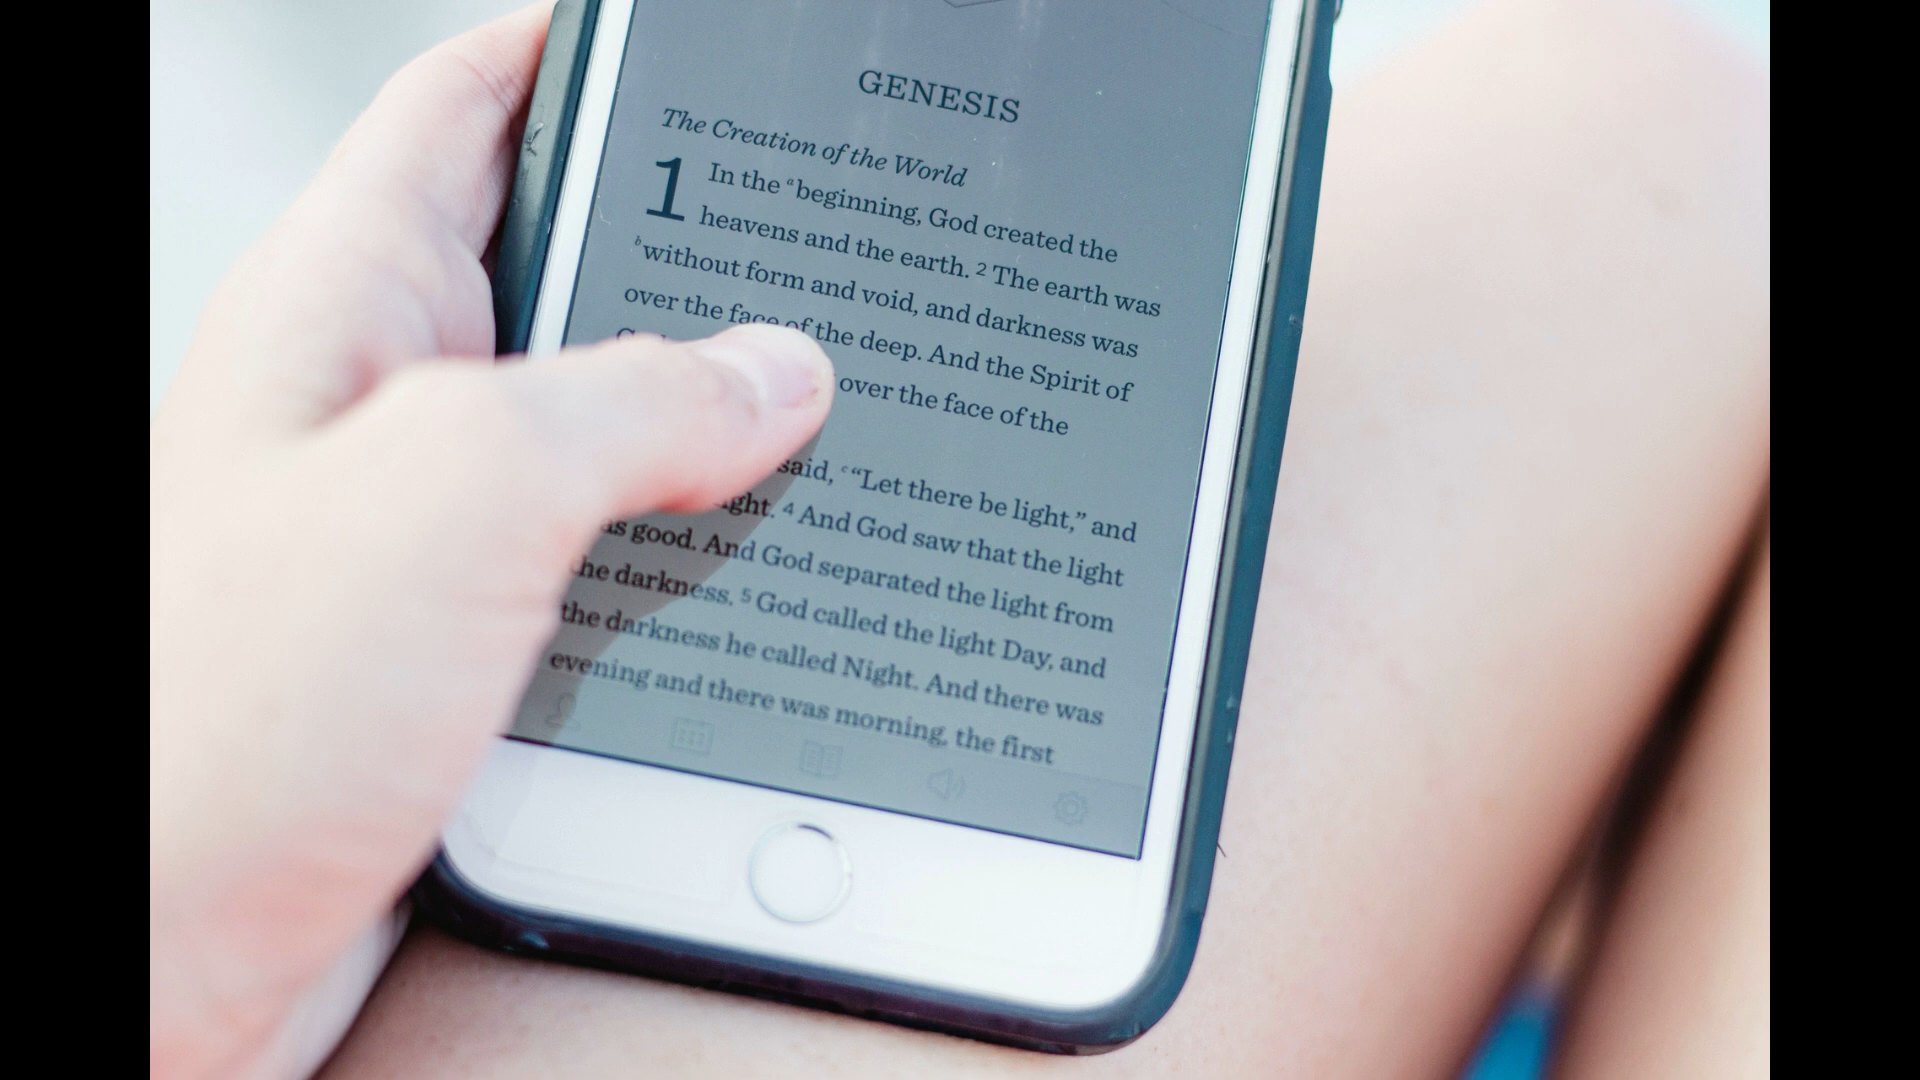 GENESIS
The Creation of the World
1 In the a beginning, God created the
heavens and the earth. 2 The earth was
b without form and void, and darkness was
over the face of the deep. And the Spirit of
over the face of the
said, c “Let there be light,” and
4 And God saw that the light
good. And God separated the light from
the darkness. 5 God called the light Day, and
the darkness he called Night. And there was
evening and there was morning, the first